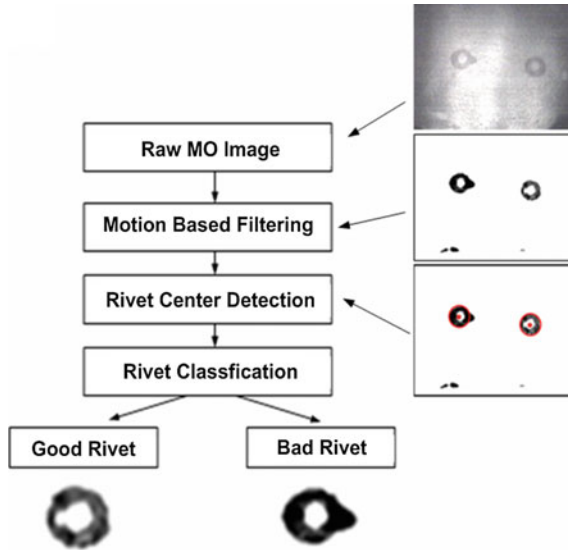 Raw MO Image
Motion Based Filtering
Rivet Center Detection
Rivet Classfication
Good Rivet
Bad Rivet